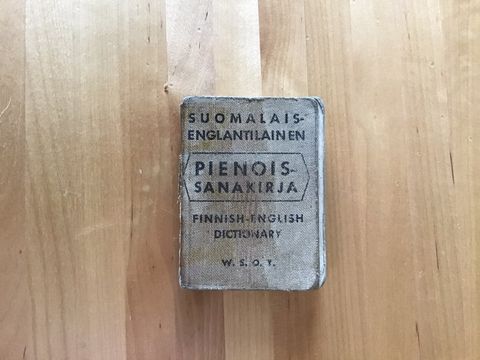 SUOMALAIS-
ENGLANTILAINEN
PIENOIS-
SANAKIRJA
FINNISH-ENGLISH
DICTIONARY
W. S. O. Y.